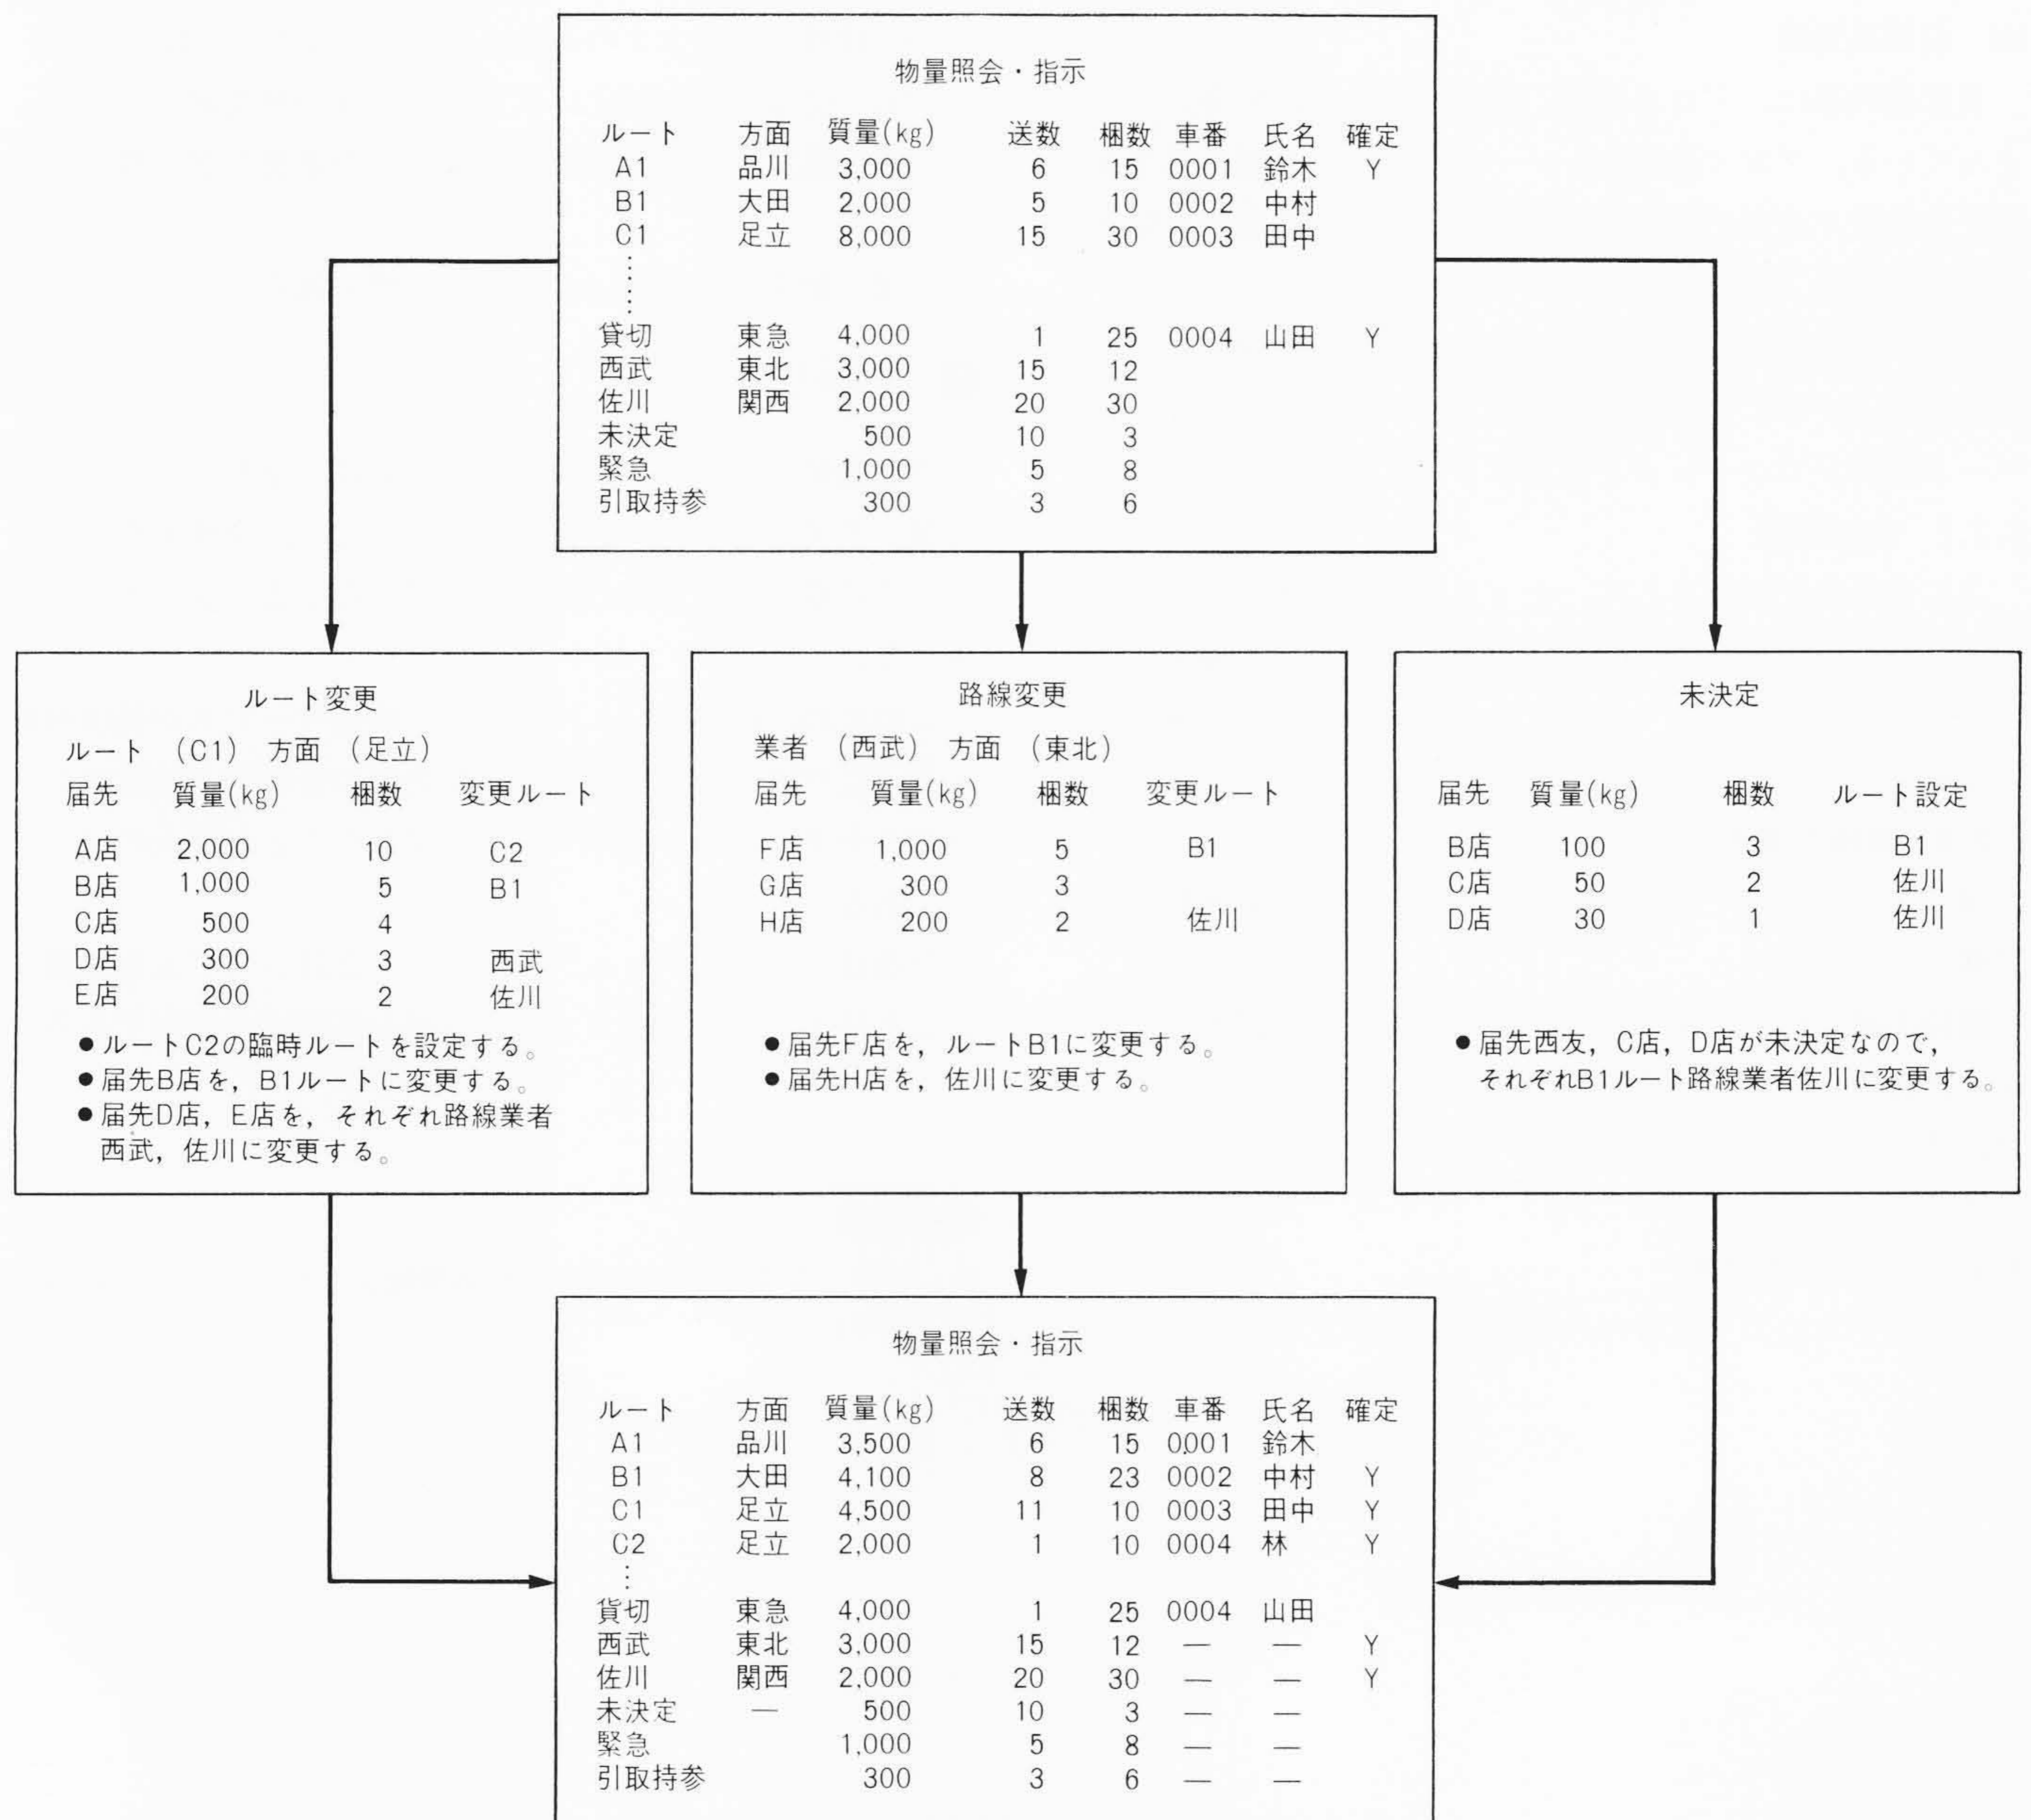 物量照会・指示
ルート 方面 質量(kg) 送数 梱数 車番 氏名 確定
A1 品川 3,000 6 15 0001 鈴木 Y
B1 大田 2,000 5 10 0002 中村
C1 足立 8,000 15 30 0003 田中
貸切 東急 4,000 1 25 0004 山田 Y
西武 東北 3,000 15 12
佐川 関西 2,000 20 30
未決定 500 10 3
緊急 1,000 5 8
引取持参 300 3 6
ルート変更
ルート (C1) 方面 (足立)
届先 質量(kg) 梱数 変更ルート
A店 2,000 10 C2
B店 1,000 5 B1
C店 500 4
D店 300 3 西武
E店 200 2 佐川
●ルートC2の臨時ルートを設定する。
●届先B店を,B1ルートに変更する。
●届先D店,E店を,それぞれ路線業者
西武,佐川に変更する。
路線変更
業者 (西武) 方面 (東北)
届先 質量(kg) 梱数 変更ルート
F店 1,000 5 B1
G店 300 3
H店 200 2 佐川
●届先F店を,ルートB1に変更する。
●届先H店を,佐川に変更する。
未決定
届先 質量(kg) 梱数 ルート設定
B店 100 3 B1
C店 50 2 佐川
D店 30 1 佐川
●届先西友,C店,D店が未決定なので,
それぞれB1ルート路線業者佐川に変更する。
物量照会・指示
ルート 方面 質量(kg) 送数 梱数 車番 氏名 確定
A1 品川 3,500 6 15 0001 鈴木
B1 大田 4,100 8 23 0002 中村 Y
C1 足立 4,500 11 10 0003 田中 Y
C2 足立 2,000 1 10 0004 林 Y
貸切 東急 4,000 1 25 0004 山田
西武 東北 3,000 15 12 — — Y
佐川 関西 2,000 20 30 — — Y
未決定 — 500 10 3 — —
緊急 1,000 5 8 — —
引取持参 300 3 6 — —